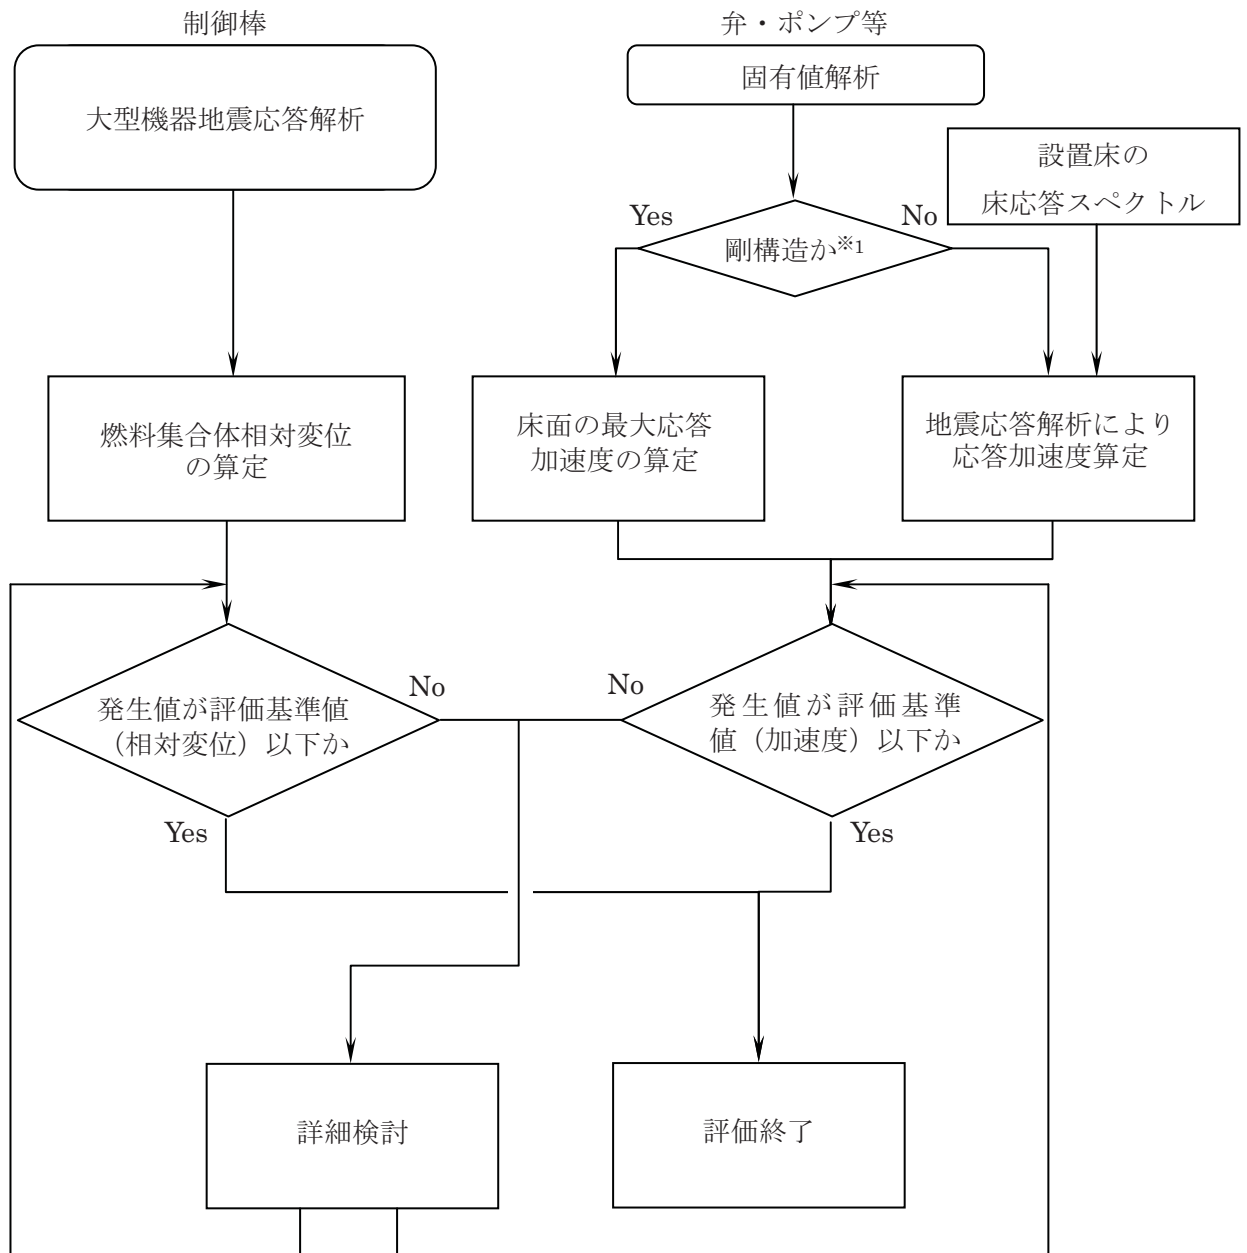 制御棒
弁・ポンプ等
大型機器地震応答解析
固有値解析
設置床の
床応答スペクトル
Yes
No
剛構造か※1
燃料集合体相対変位
の算定
床面の最大応答
加速度の算定
地震応答解析により
応答加速度算定
発生値が評価基準値
（相対変位）以下か
No
No
発生値が評価基準
値（加速度）以下か
Yes
Yes
詳細検討
評価終了